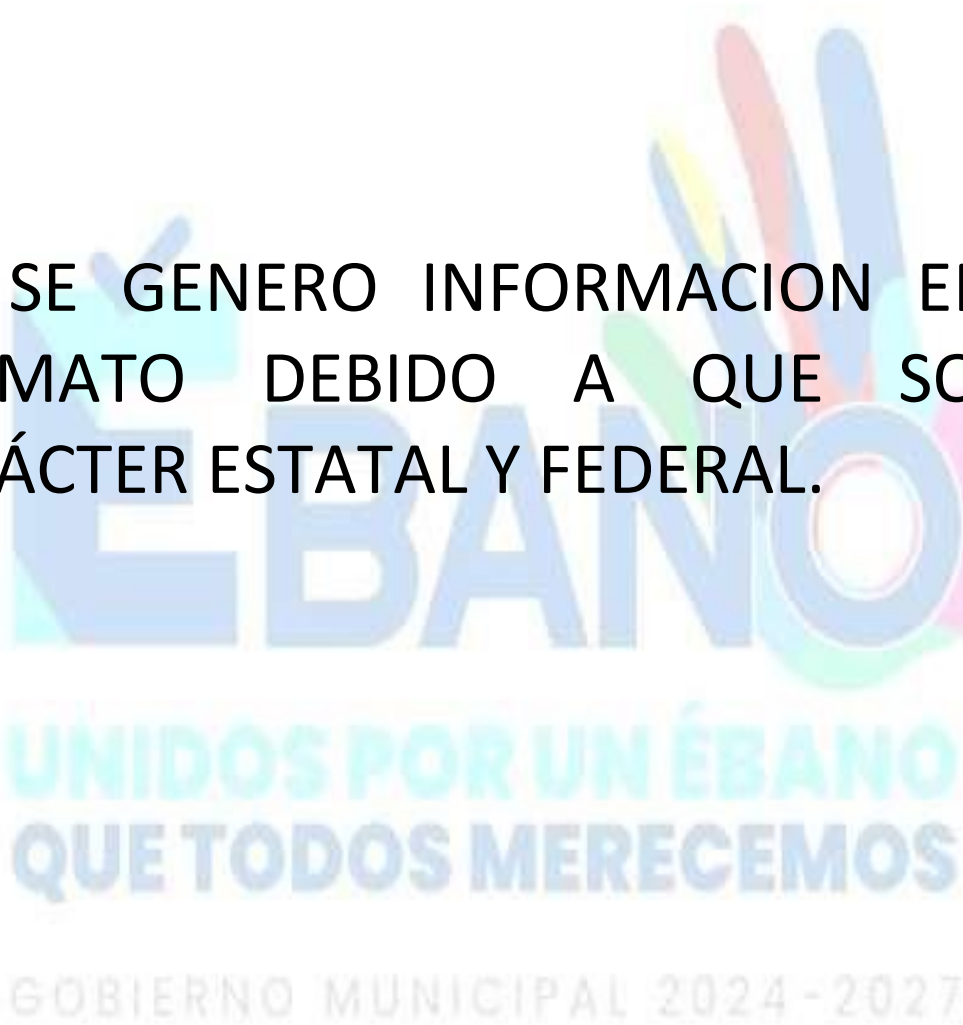 SE GENERO INFORMACION E
MATO DEBIDO A QUE SO
ÁCTER ESTATAL Y FEDERAL.
ÉBANO
UNIDOS POR UN ÉBANO
QUE TODOS MERECEMOS
GOBIERNO MUNICIPAL 2024-2027